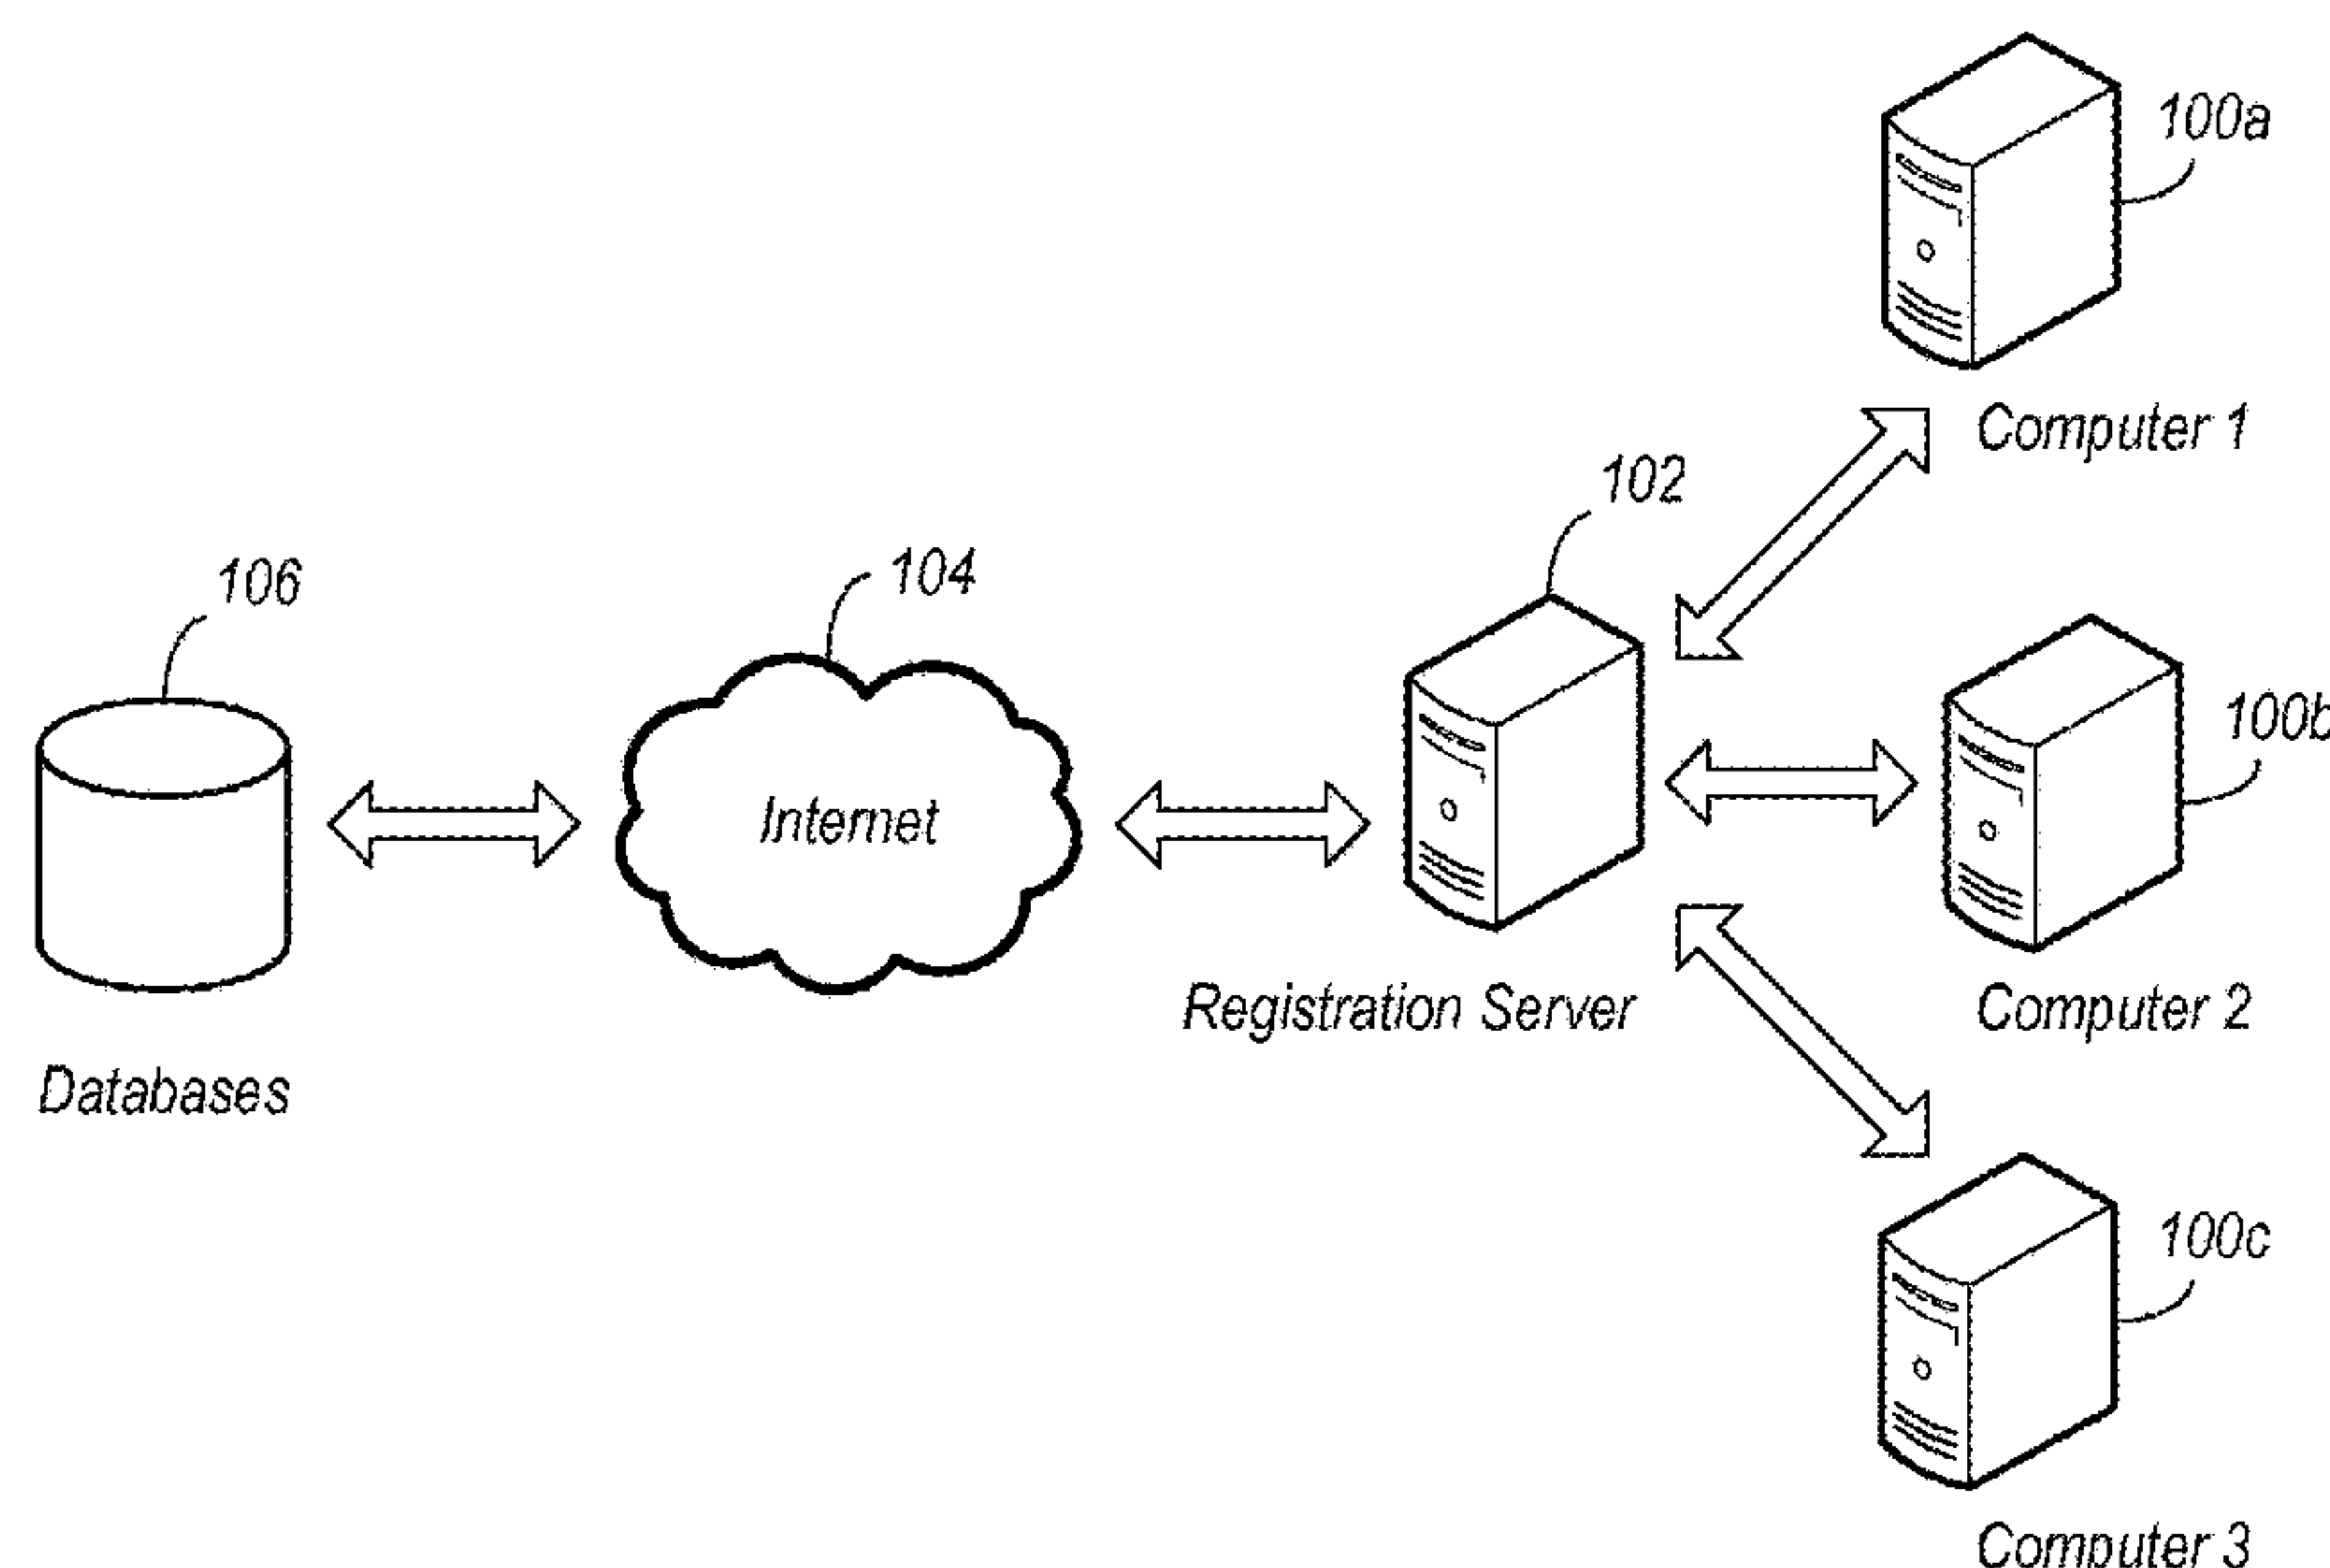 100a
Computer 1
102
106
104
100b
Internet
Registration Server
Computer 2
Databases
100c
Computer 3